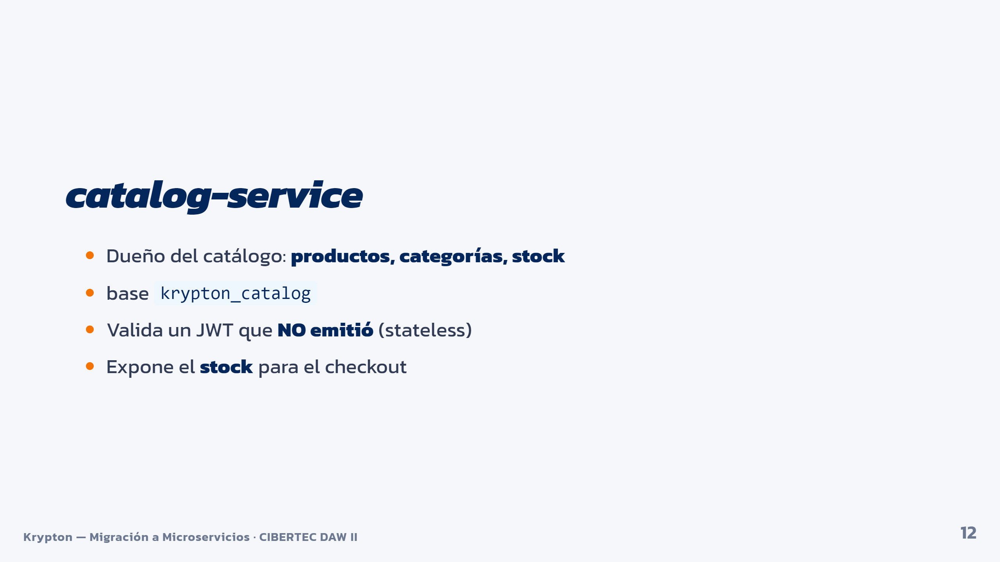 catalog-service
Dueño del catálogo: productos, categorías, stock
base krypton_catalog
Valida un JWT que NO emitió (stateless)
Expone el stock para el checkout
Krypton — Migración a Microservicios · CIBERTEC DAW II
12